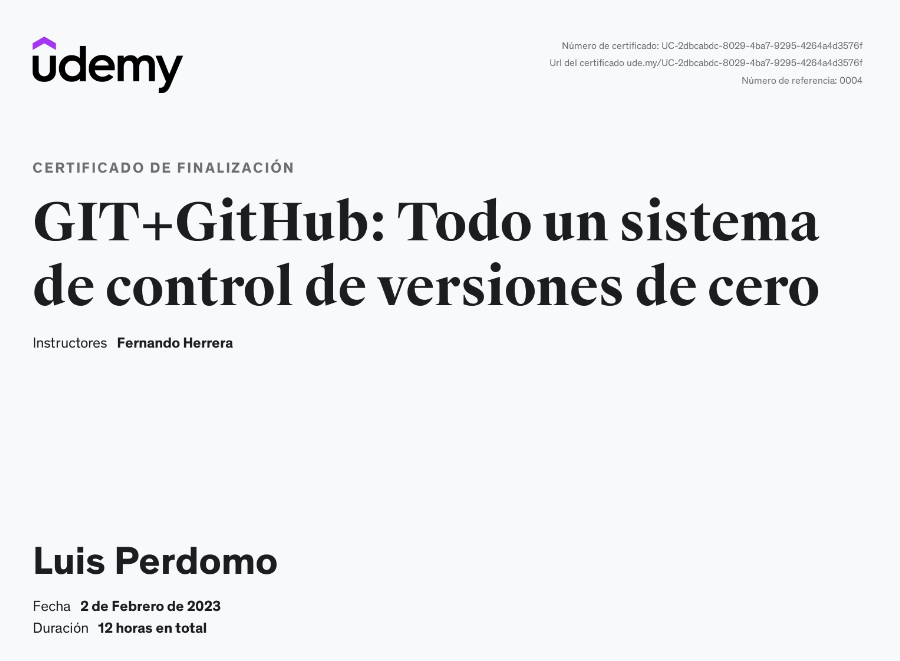 udemy
Número de certificado: UC-2dbcabdc-8029-4ba7-9295-4264a4d3576f
Url del certificado ude.my/UC-2dbcabdc-8029-4ba7-9295-4264a4d3576f
Número de referencia: 0004
CERTIFICADO DE FINALIZACIÓN
GIT+GitHub: Todo un sistema
de control de versiones de cero
Instructores Fernando Herrera
Luis Perdomo
Fecha 2 de Febrero de 2023
Duración 12 horas en total